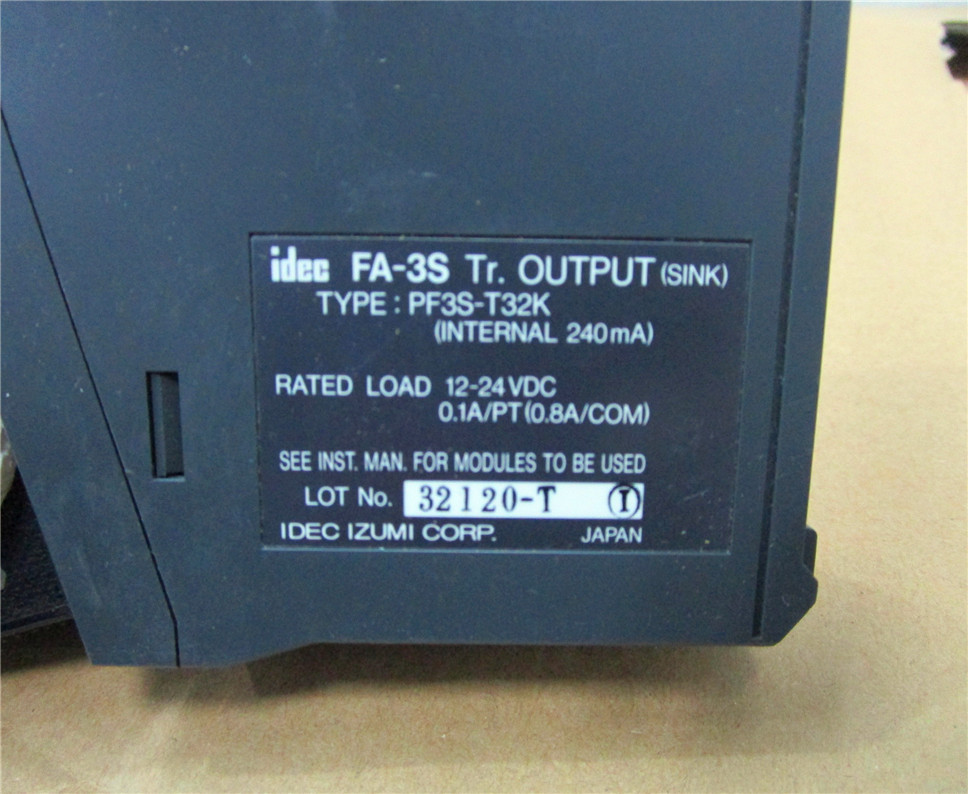 idec FA-3S Tr. OUTPUT (SINK)
TYPE : PF3S-T32K
(INTERNAL 240mA)
RATED LOAD 12-24VDC
0.1A/PT(0.8A/COM)
SEE INST. MAN. FOR MODULES TO BE USED
LOT No. 32120-T Ⓘ
IDEC IZUMI CORP. JAPAN